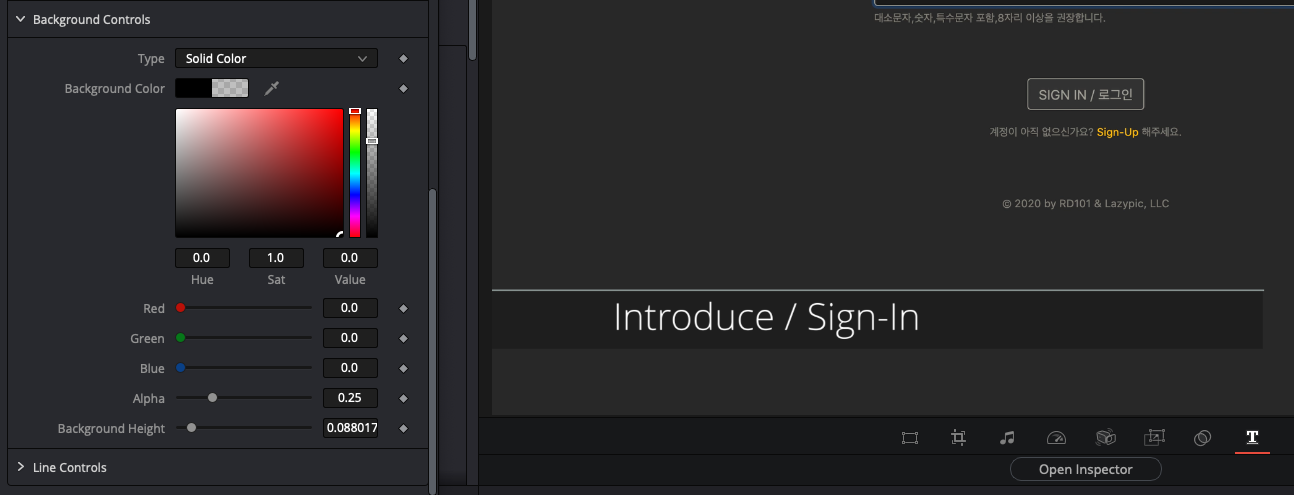 Background Controls
Type
Solid Color
Background Color
0.0
1.0
0.0
Hue
Sat
Value
Red
0.0
Green
0.0
Blue
0.0
Alpha
0.25
Background Height
0.088017
Line Controls
대소문자,숫자,특수문자 포함,8자리 이상을 권장합니다.
SIGN IN / 로그인
계정이 아직 없으신가요? Sign-Up 해주세요.
© 2020 by RD101 & Lazypic, LLC
Introduce / Sign-In
T
Open Inspector